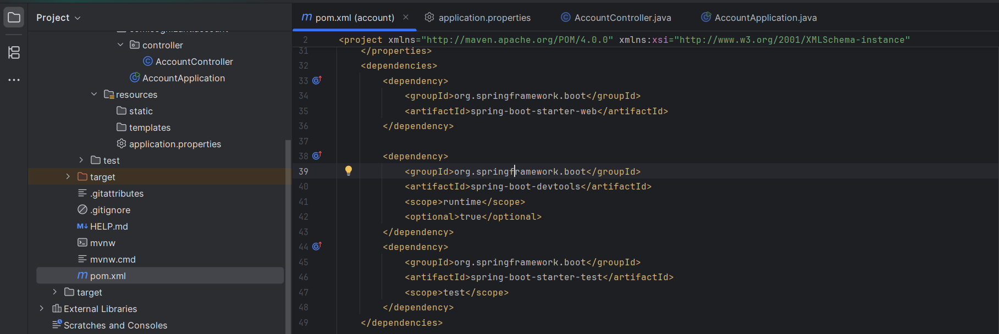 Project
controller
AccountController
AccountApplication
resources
static
templates
application.properties
test
target
.gitattributes
.gitignore
M↓ HELP.md
mvnw
mvnw.cmd
m pom.xml
target
External Libraries
Scratches and Consoles
m pom.xml (account)
application.properties
AccountController.java
AccountApplication.java
2 <project xmlns="http://maven.apache.org/POM/4.0.0" xmlns:xsi="http://www.w3.org/2001/XMLSchema-instance"
31 </properties>
32 <dependencies>
33 <dependency>
34 <groupId>org.springframework.boot</groupId>
35 <artifactId>spring-boot-starter-web</artifactId>
36 </dependency>
37
38 <dependency>
39 <groupId>org.springframework.boot</groupId>
40 <artifactId>spring-boot-devtools</artifactId>
41 <scope>runtime</scope>
42 <optional>true</optional>
43 </dependency>
44 <dependency>
45 <groupId>org.springframework.boot</groupId>
46 <artifactId>spring-boot-starter-test</artifactId>
47 <scope>test</scope>
48 </dependency>
49 </dependencies>